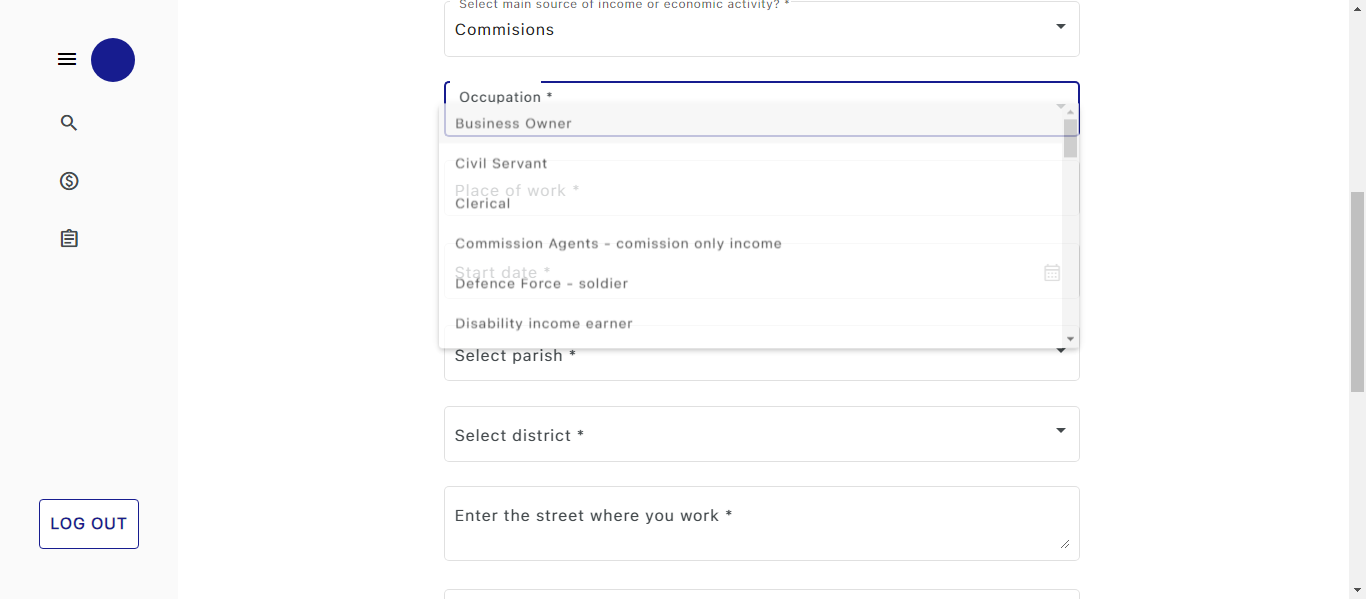 Select main source of income or economic activity? *
Commisions
Occupation *
Business Owner
Civil Servant
Place of work *
Clerical
Commission Agents - comission only income
Start date *
Defence Force - soldier
Disability income earner
Select parish *
Select district *
Enter the street where you work *
LOG OUT